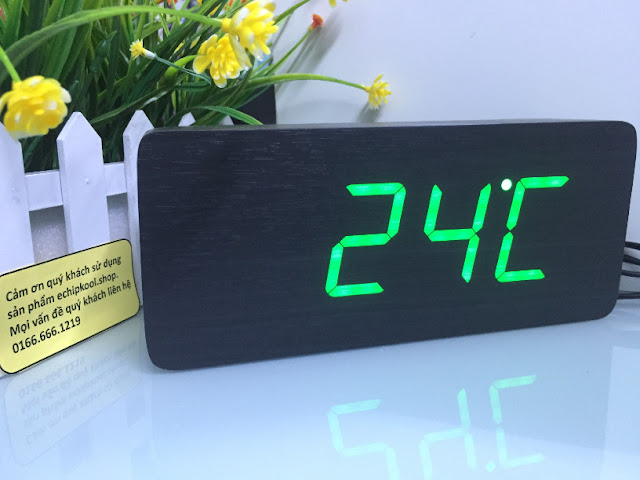 24°C
Cảm ơn quý khách sử dụng
sản phẩm echipkool.shop.
Mọi vấn đề quý khách liên hệ
0166.666.1219